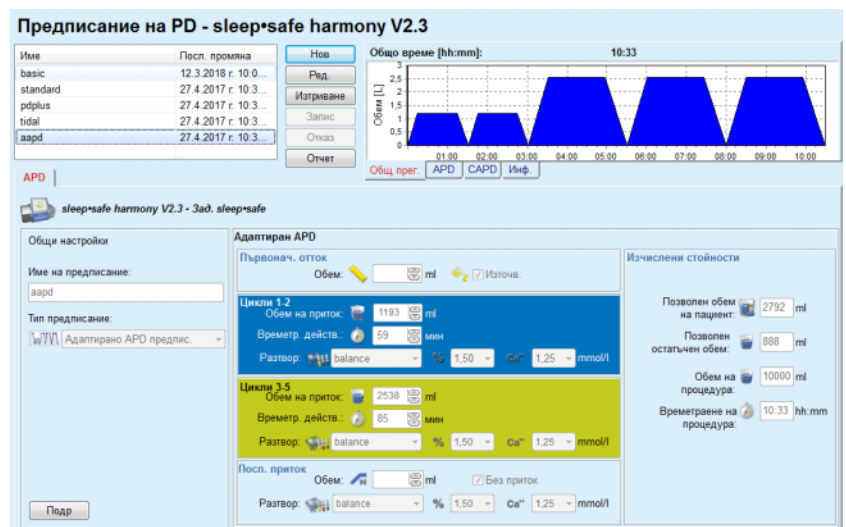 Предписание на PD - sleep•safe harmony V2.3
Име Посл. промяна
basic 12.3.2018 г. 10:0...
standard 27.4.2017 г. 10:3...
pdplus 27.4.2017 г. 10:3...
tidal 27.4.2017 г. 10:3...
aapd 27.4.2017 г. 10:3...
Нов
Ред.
Изтриване
Запис
Отказ
Отчет
Общо време [hh:mm]: 10:33
Обем [L]
3
2,5
2
1,5
1
0,5
0
01:00 02:00 03:00 04:00 05:00 06:00 07:00 08:00 09:00 10:00
Общ прег. APD CAPD Инф.
APD
sleep•safe harmony V2.3 - Зад. sleep•safe
Общи настройки
Име на предписание:
aapd
Тип предписание:
Адаптирано APD предпис.
Подр
Адаптиран APD
Първонач. отток
Обем: ml Източв.
Цикли 1-2
Обем на приток: 1193 ml
Времетр. действ.: 59 мин
Разтвор: balance % 1,50 Ca++ 1,25 mmol/l
Цикли 3-5
Обем на приток: 2538 ml
Времетр. действ.: 85 мин
Разтвор: balance % 1,50 Ca++ 1,25 mmol/l
Посл. приток
Обем: ml Без приток
Разтвор: balance % 1,50 Ca++ 1,25 mmol/l
Изчислени стойности
Позволен обем
на пациент: 2792 ml
Позволен
остатъчен обем: 888 ml
Обем на
процедура: 10000 ml
Времетраене на
процедура: 10:33 hh:mm